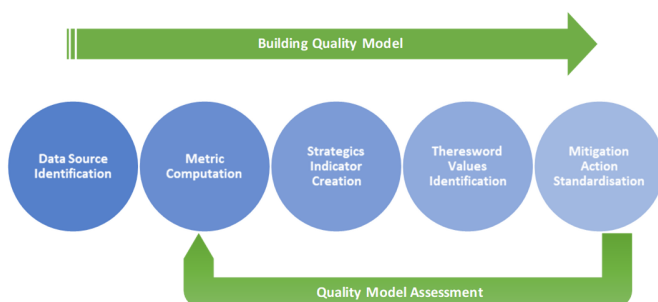 Building Quality Model
Data Source
Identification
Metric
Computation
Strategics
Indicator
Creation
Thereswold
Values
Identification
Mitigation
Action
Standardisation
Quality Model Assessment